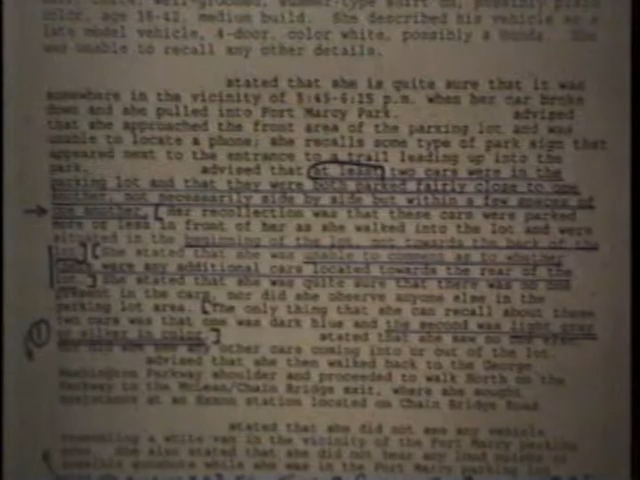 color, age 38-42, medium build. She described his vehicle as a
late model vehicle, 4-door, color white, possibly a Honda. She
was unable to recall any other details.
stated that she is quite sure that it was
somewhere in the vicinity of 5:45-6:15 p.m. when her car broke
down and she pulled into Fort Marcy Park. advised
that she approached the front area of the parking lot and was
unable to locate a phone; she recalls some type of park sign that
appeared next to the entrance to a trail leading up into the
park. advised that at least two cars were in the
parking lot and that they were both parked fairly close to one
another, not necessarily side by side but within a few spaces of
one another. Her recollection was that these cars were parked
more or less in front of her as she walked into the lot and were
situated in the beginning of the lot, not towards the back of the
She stated that she was unable to comment as to whether
there were any additional cars located towards the rear of the
lot. She stated that she was quite sure that there was no one
present in the cars, nor did she observe anyone else in the
parking lot area. The only thing that she can recall about these
two cars was that one was dark blue and the second was light gray
or silver in color. stated that she saw no
any other cars coming into or out of the lot.
advised that she then walked back to the George
Washington Parkway shoulder and proceeded to walk North on the
Parkway to the McLean/Chain Bridge exit, where she sought
assistance at an Exxon station located on Chain Bridge Road.
stated that she did not see any vehicle
resembling a white van in the vicinity of the Fort Marcy parking
area. She also stated that she did not hear any loud noises or
possible gunshots while she was in the Fort Marcy parking lot
1